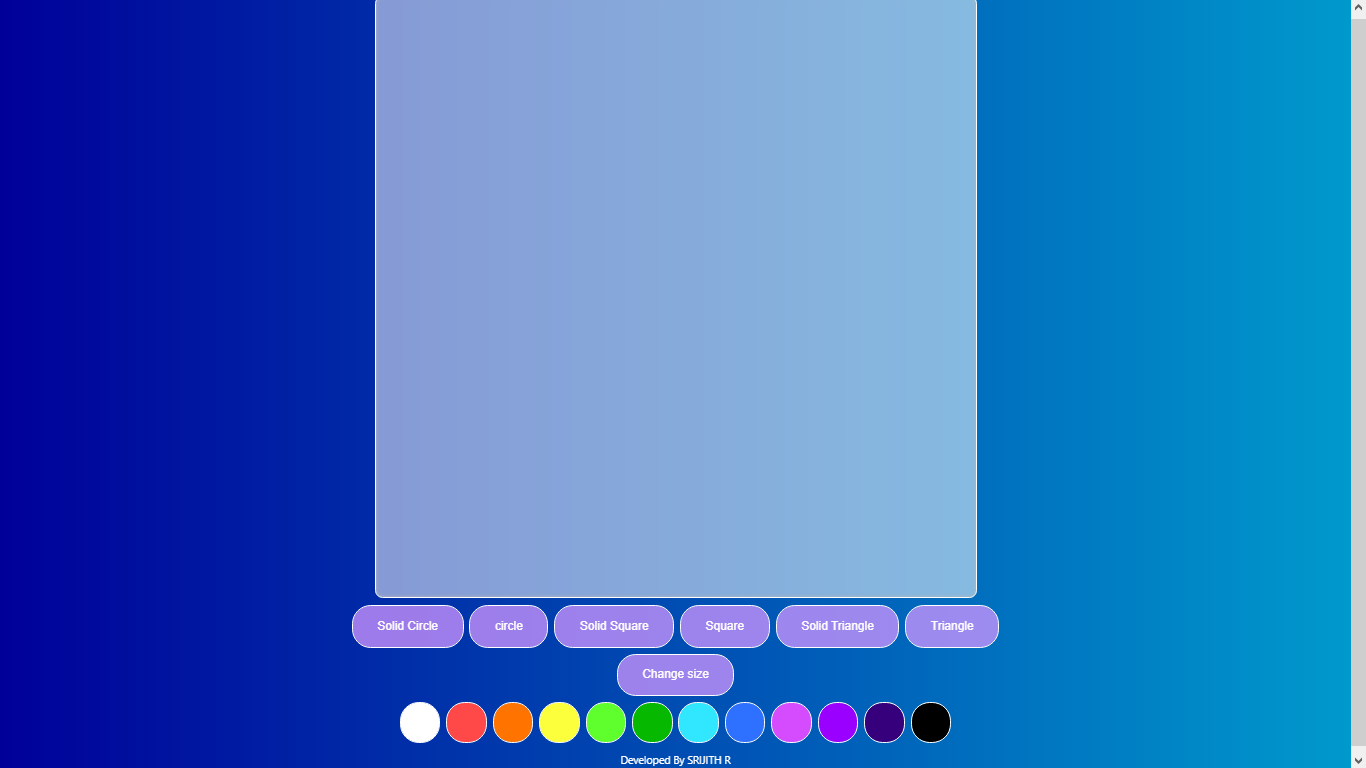 Solid Circle circle Solid Square Square Solid Triangle Triangle
Change size
Developed By SRIJITH R